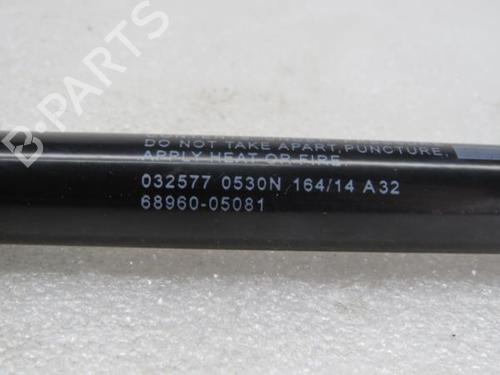 DO NOT TAKE APART, PUNCTURE,
APPLY HEAT OR FIRE.
032577 0530N 164/14 A32
68960-05081
B-PARTS